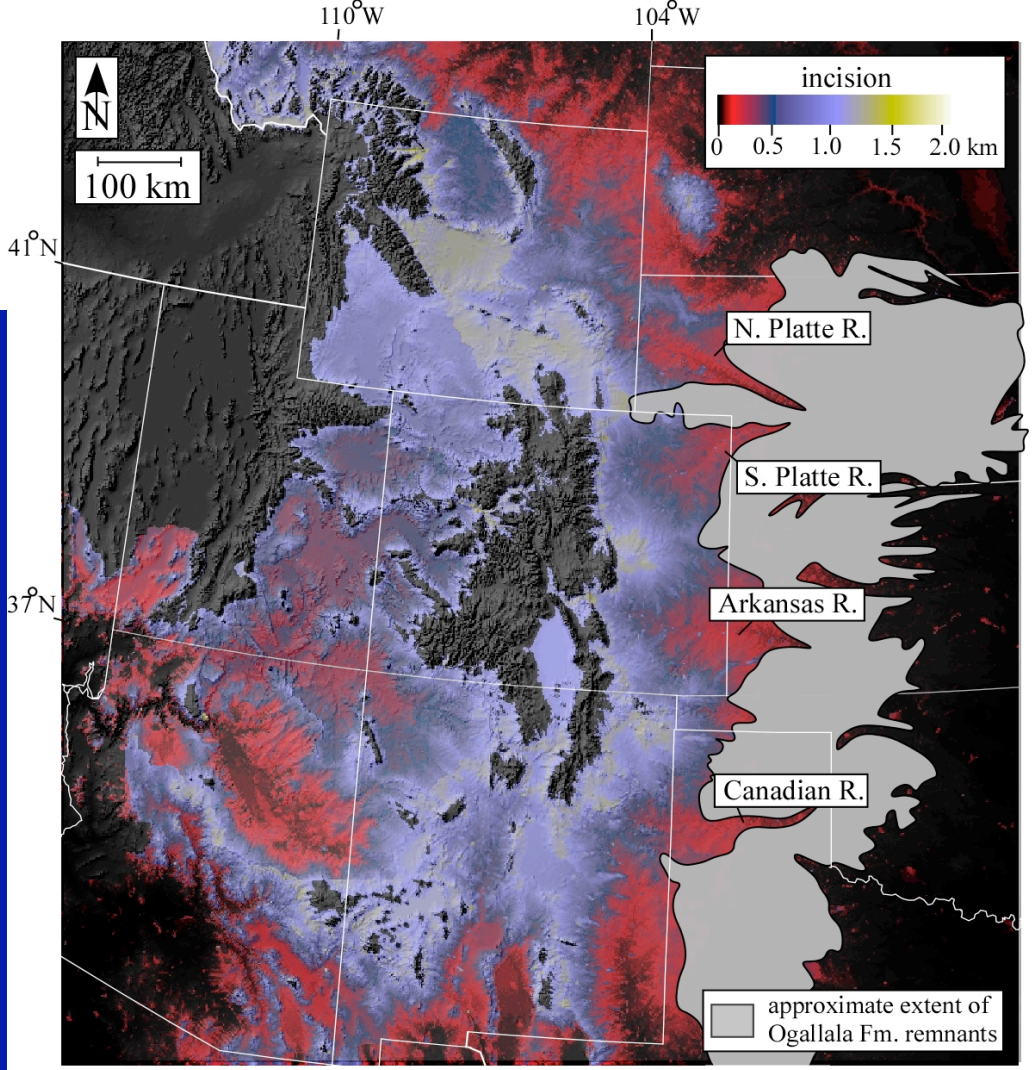 110°W
104°W
N
100 km
incision
0 0.5 1.0 1.5 2.0 km
41°N
N. Platte R.
S. Platte R.
37°N
Arkansas R.
Canadian R.
approximate extent of
Ogallala Fm. remnants